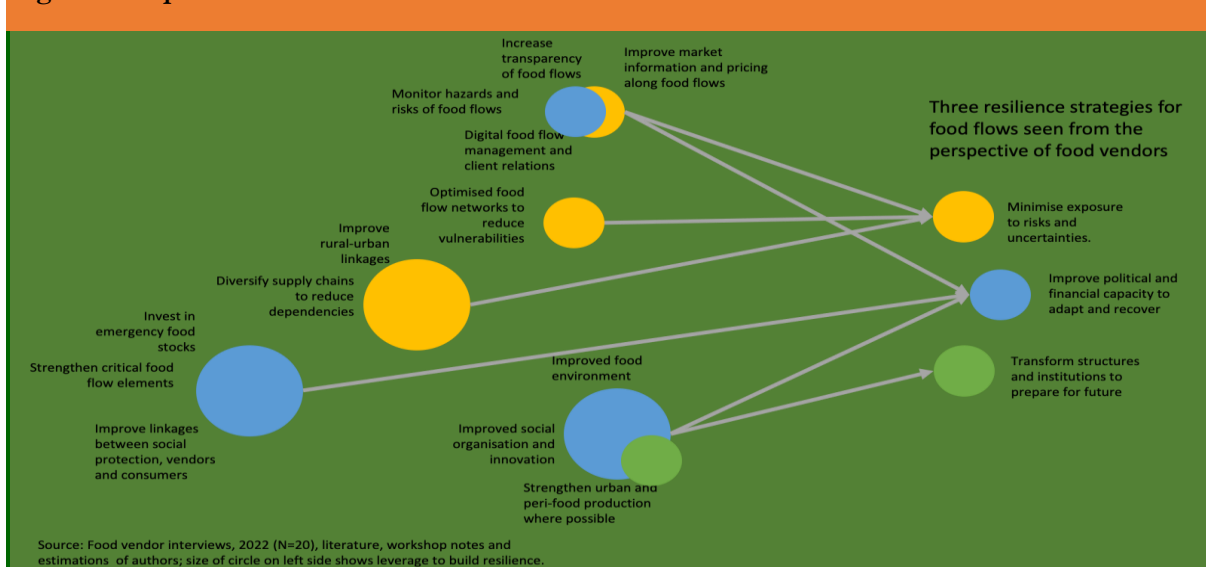 Increase
transparency
of food flows
Improve market
information and pricing
along food flows
Monitor hazards and
risks of food flows
Digital food flow
management and
client relations
Three resilience strategies for
food flows seen from the
perspective of food vendors
Optimised food
flow networks to
reduce
vulnerabilities
Minimise exposure
to risks and
uncertainties.
Improve
rural-urban
linkages
Diversify supply chains
to reduce
dependencies
Improve political and
financial capacity to
adapt and recover
Invest in
emergency food
stocks
Strengthen critical food
flow elements
Improve linkages
between social
protection, vendors
and consumers
Improved food
environment
Transform structures
and institutions to
prepare for future
Improved social
organisation and
innovation
Strengthen urban and
peri-food production
where possible
Source: Food vendor interviews, 2022 (N=20), literature, workshop notes and
estimations of authors; size of circle on left side shows leverage to build resilience.